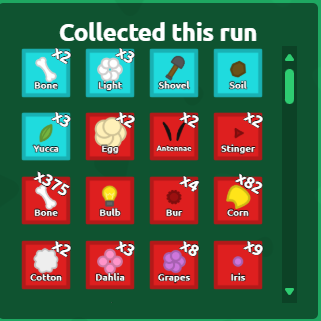 Collected this run
x2 x3
Bone Light Shovel Soil
x3 x2 x2 x2
Yucca Egg Antennae Stinger
x375 x4 x82
Bone Bulb Bur Corn
x2 x3 x8 x9
Cotton Dahlia Grapes Iris